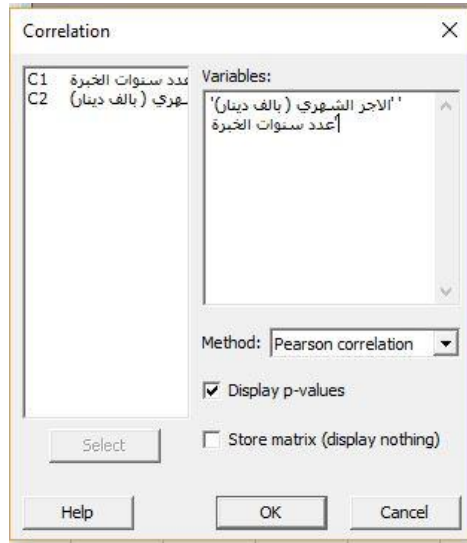 Correlation
C1 عدد سنوات الخبرة
C2 ـهري ( بالف دينار)
Variables:
'الاجر الشهري ( بالف دينار)' '
عدد سنوات الخبرة'
Method: Pearson correlation
Display p-values
Select
Store matrix (display nothing)
Help
OK
Cancel